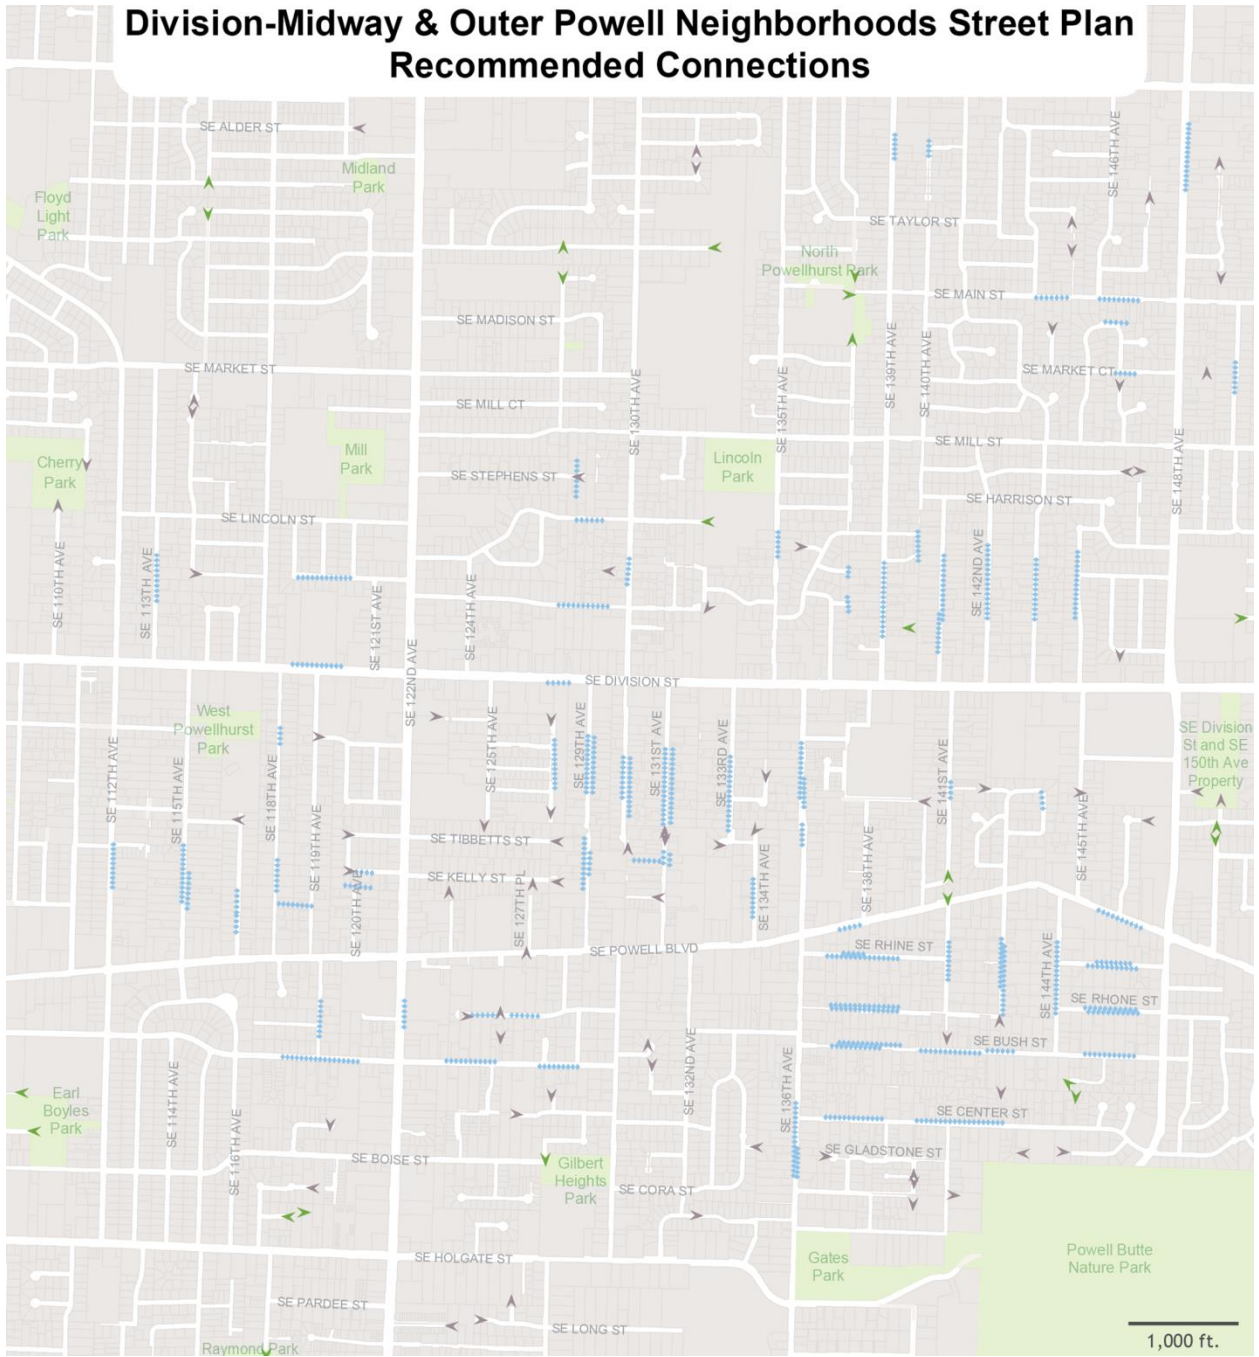 Division-Midway & Outer Powell Neighborhoods Street Plan
Recommended Connections
SE ALDER ST
SE 146TH AVE
Midland
Park
Floyd
Light
Park
SE TAYLOR ST
North
Powellhurst Park
SE MAIN ST
SE MADISON ST
SE 139TH AVE
SE 140TH AVE
SE MARKET ST
SE MARKET CT
SE 130TH AVE
SE 135TH AVE
SE MILL CT
SE MILL ST
SE 148TH AVE
Cherry
Park
Mill
Park
Lincoln
Park
SE STEPHENS ST
SE HARRISON ST
SE LINCOLN ST
SE 110TH AVE
SE 113TH AVE
SE 121ST AVE
SE 124TH AVE
SE 142ND AVE
SE 122ND AVE
SE DIVISION ST
West
Powellhurst
Park
SE Division
St and SE
150th Ave
Property
SE 112TH AVE
SE 115TH AVE
SE 118TH AVE
SE 119TH AVE
SE 125TH AVE
SE 129TH AVE
SE 131ST AVE
SE 133RD AVE
SE 141ST AVE
SE TIBBETTS ST
SE 134TH AVE
SE 138TH AVE
SE 145TH AVE
SE KELLY ST
SE 120TH AVE
SE 127TH PL
SE POWELL BLVD
SE RHINE ST
SE 144TH AVE
SE RHONE ST
SE BUSH ST
SE 132ND AVE
SE 136TH AVE
Earl
Boyles
Park
SE 114TH AVE
SE 116TH AVE
SE CENTER ST
SE GLADSTONE ST
SE BOISE ST
Gilbert
Heights
Park
SE CORA ST
SE HOLGATE ST
Gates
Park
Powell Butte
Nature Park
SE PARDEE ST
SE LONG ST
Raymond Park
1,000 ft.